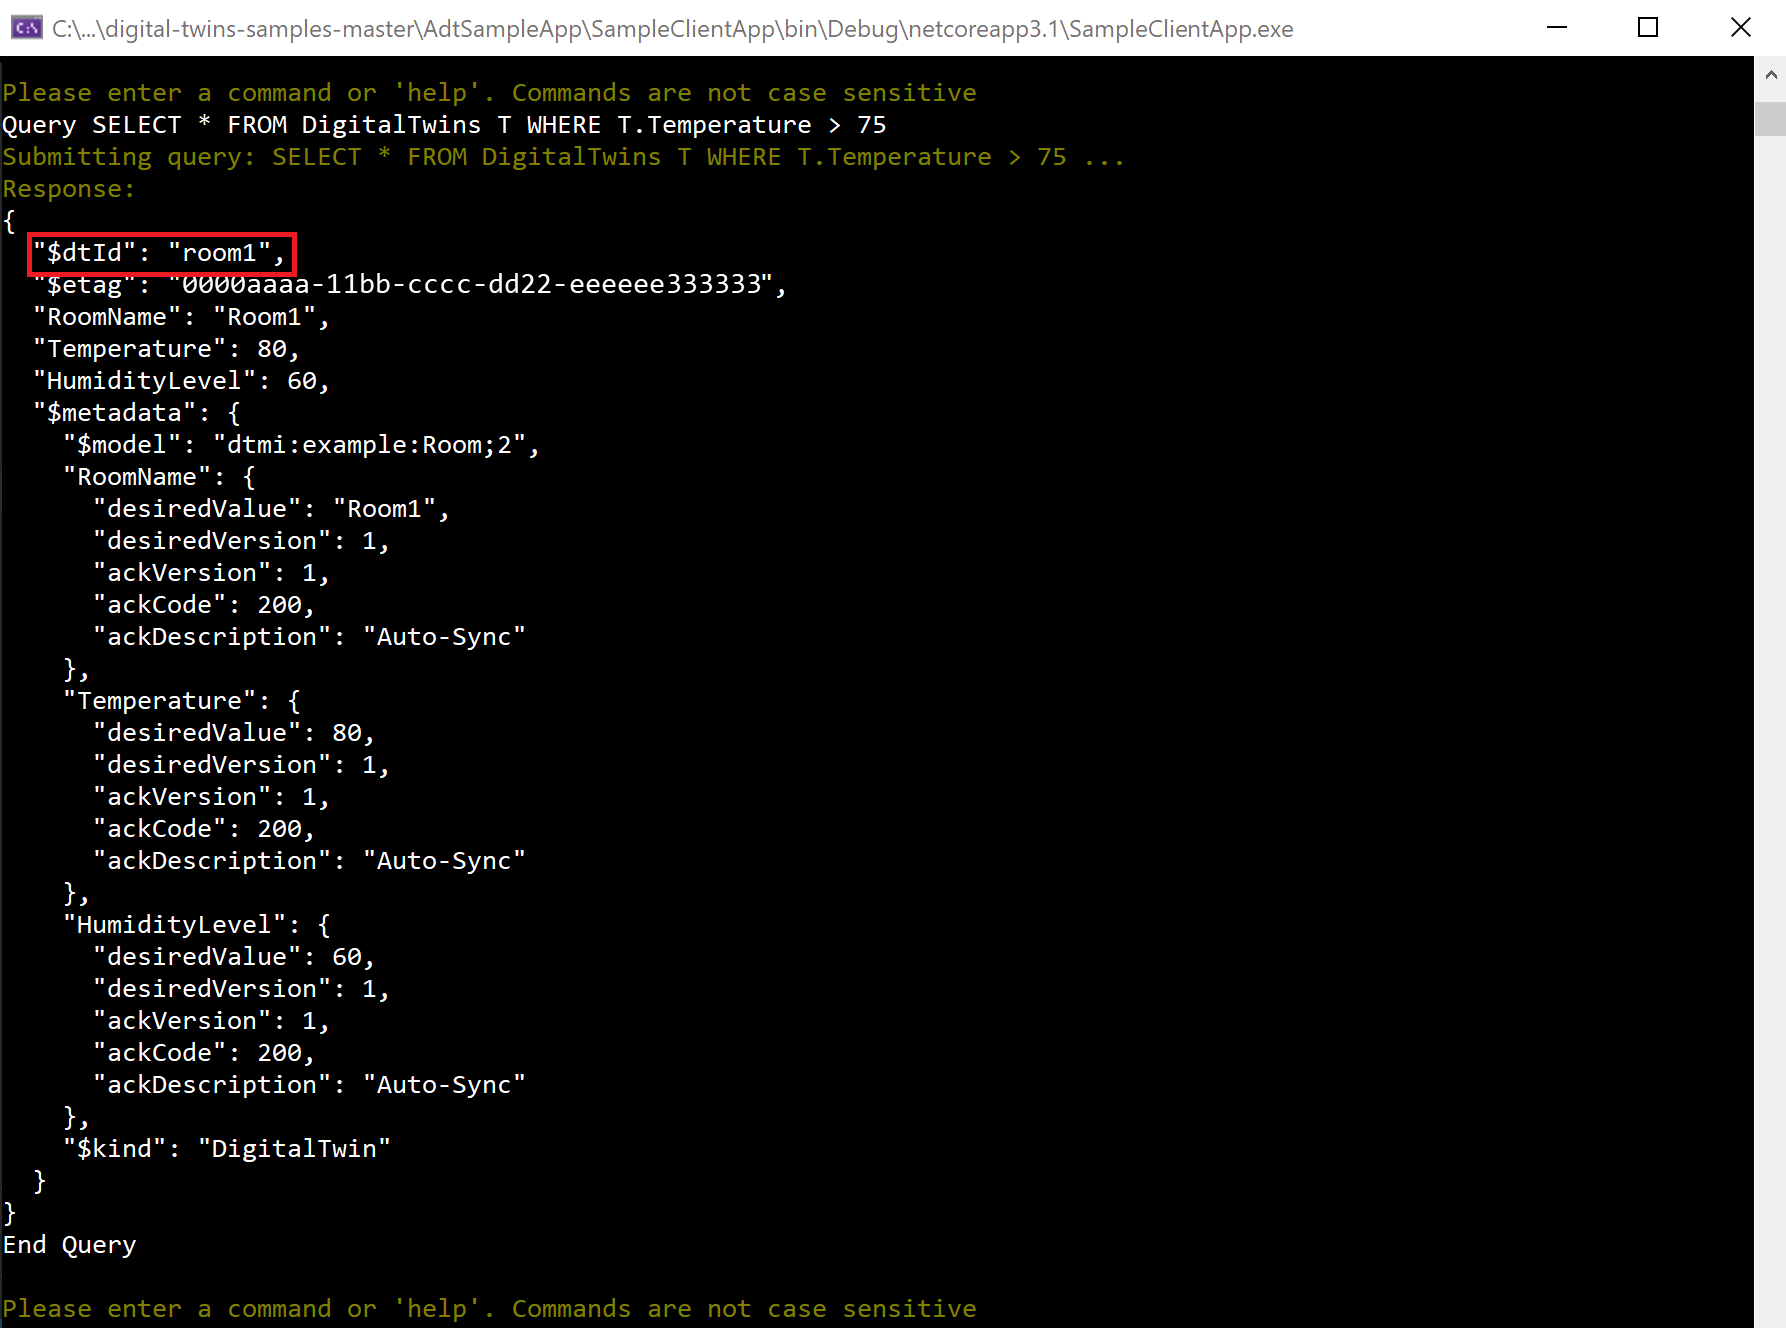 C:\...\digital-twins-samples-master\AdtSampleApp\SampleClientApp\bin\Debug\netcoreapp3.1\SampleClientApp.exe
Please enter a command or 'help'. Commands are not case sensitive
Query SELECT * FROM DigitalTwins T WHERE T.Temperature > 75
Submitting query: SELECT * FROM DigitalTwins T WHERE T.Temperature > 75 ...
Response:
{
  "$dtId": "room1",
  "$etag": "0000aaaa-11bb-cccc-dd22-eeeeee333333",
  "RoomName": "Room1",
  "Temperature": 80,
  "HumidityLevel": 60,
  "$metadata": {
    "$model": "dtmi:example:Room;2",
    "RoomName": {
      "desiredValue": "Room1",
      "desiredVersion": 1,
      "ackVersion": 1,
      "ackCode": 200,
      "ackDescription": "Auto-Sync"
    },
    "Temperature": {
      "desiredValue": 80,
      "desiredVersion": 1,
      "ackVersion": 1,
      "ackCode": 200,
      "ackDescription": "Auto-Sync"
    },
    "HumidityLevel": {
      "desiredValue": 60,
      "desiredVersion": 1,
      "ackVersion": 1,
      "ackCode": 200,
      "ackDescription": "Auto-Sync"
    },
    "$kind": "DigitalTwin"
  }
}
End Query
Please enter a command or 'help'. Commands are not case sensitive